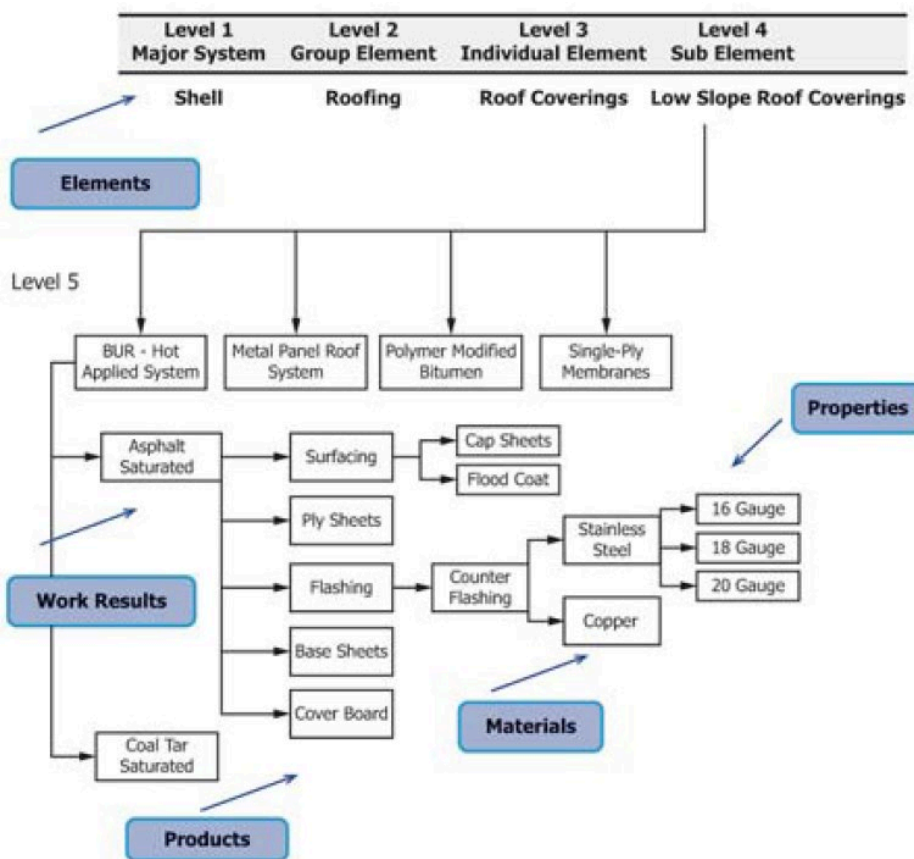 Level 1 Level 2 Level 3 Level 4
Major System Group Element Individual Element Sub Element
Shell Roofing Roof Coverings Low Slope Roof Coverings
Elements
Level 5
BUR - Hot
Applied System
Metal Panel Roof
System
Polymer Modified
Bitumen
Single-Ply
Membranes
Properties
Asphalt
Saturated
Surfacing
Cap Sheets
Flood Coat
Ply Sheets
Stainless
Steel
16 Gauge
18 Gauge
20 Gauge
Work Results
Flashing
Counter
Flashing
Copper
Base Sheets
Cover Board
Materials
Coal Tar
Saturated
Products